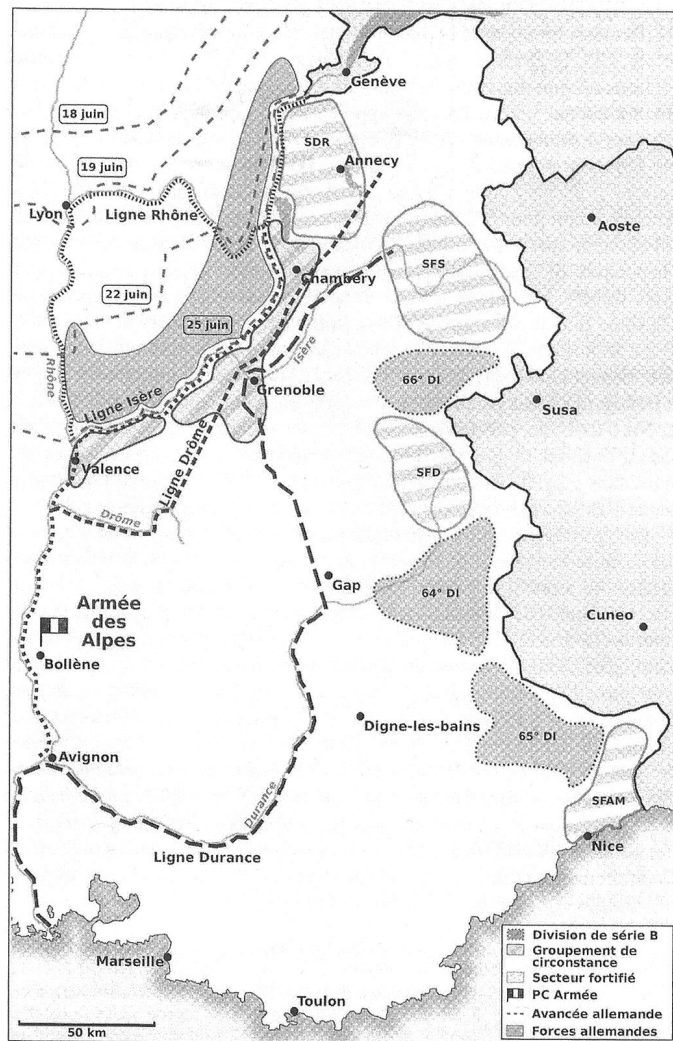 Genève
18 juin
SDR
19 juin
Annecy
Lyon
Ligne Rhône
Aoste
SFS
Chambéry
22 juin
25 juin
Isère
Rhône
66° DI
Grenoble
Ligne Isère
Susa
Ligne Drôme
SFD
Valence
Drôme
Gap
64° DI
Armée
des
Alpes
Cuneo
Bollène
Digne-les-bains
65° DI
Avignon
SFAM
Durance
Nice
Ligne Durance
Division de série B
Groupement de
circonstance
Secteur fortifié
PC Armée
Avancée allemande
Forces allemandes
Marseille
Toulon
50 km